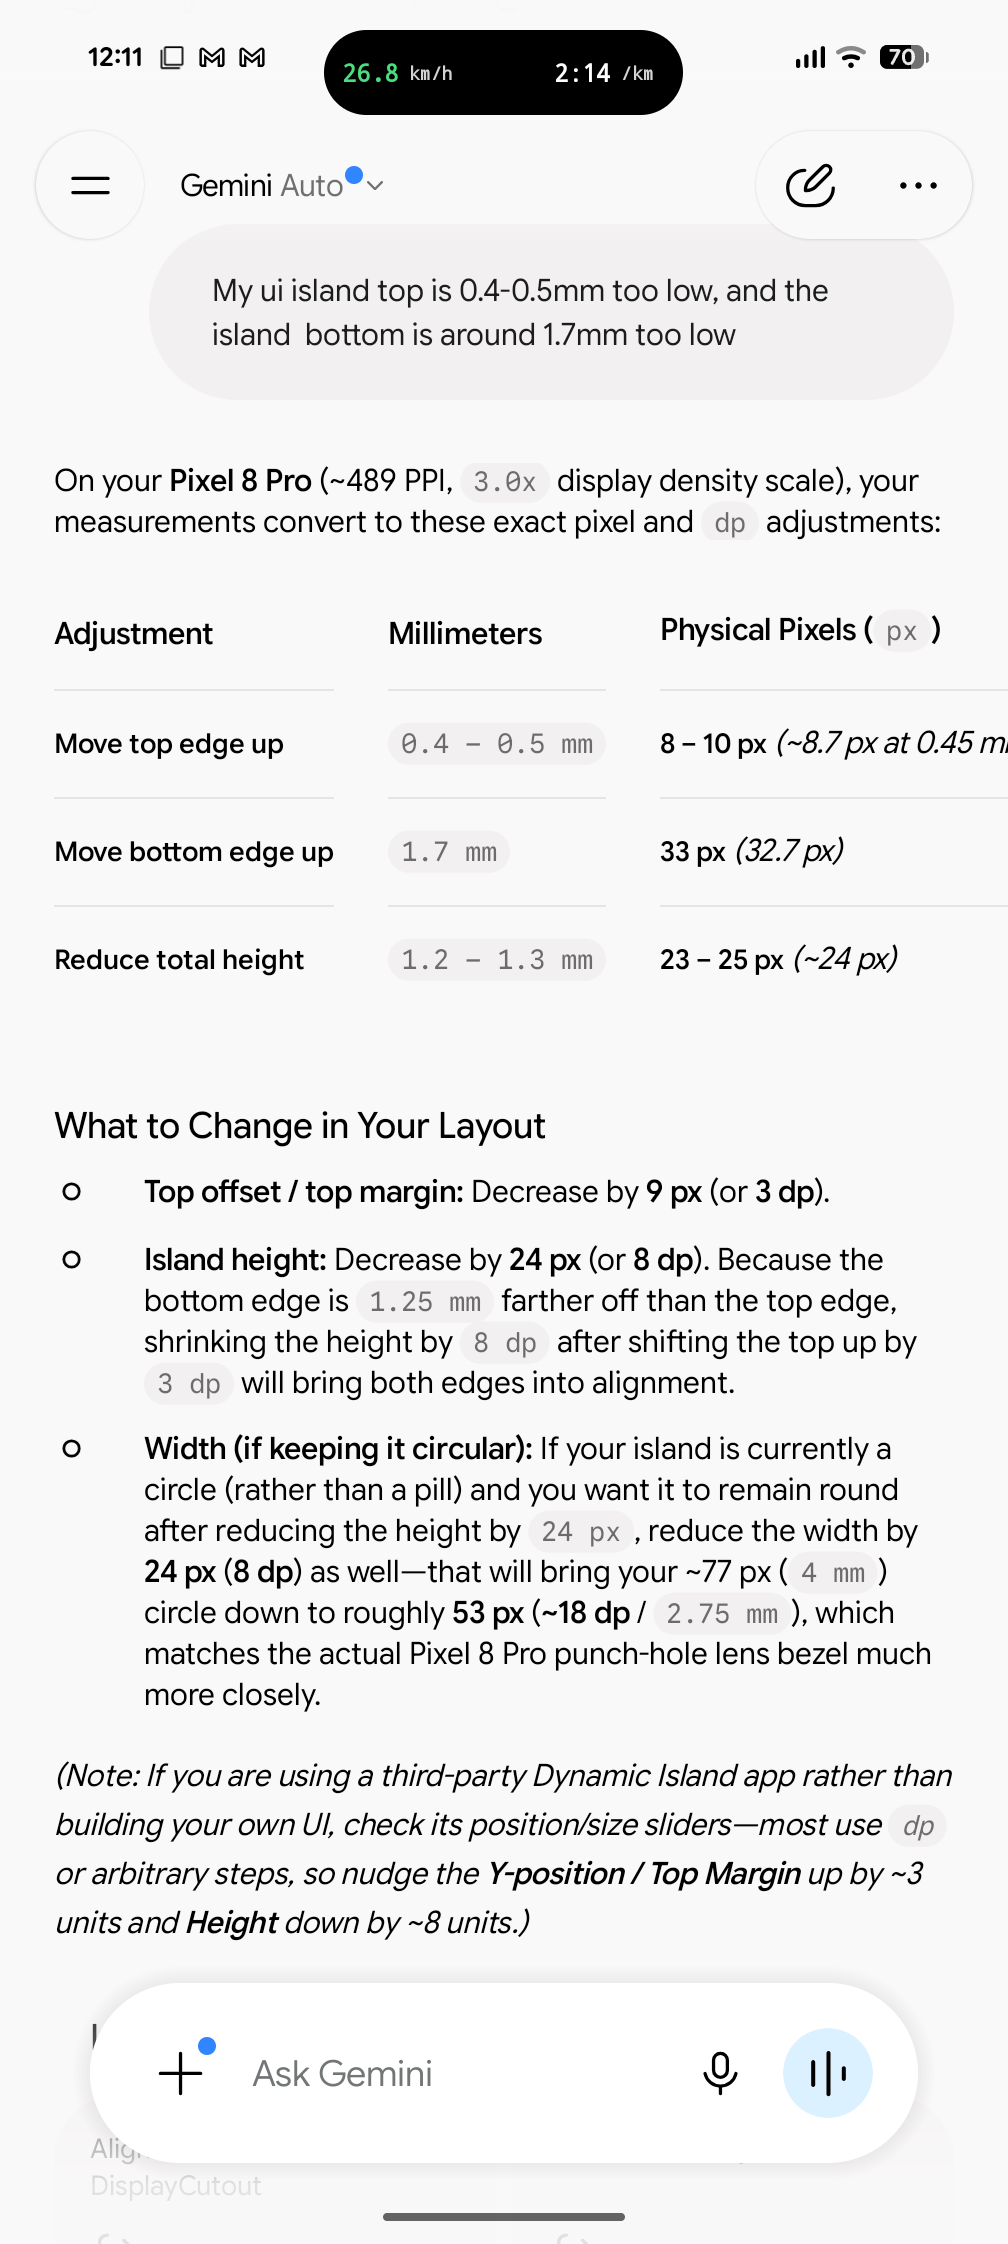 12:11
26.8 km/h 2:14 /km
70
Gemini Auto
My ui island top is 0.4-0.5mm too low, and the
island  bottom is around 1.7mm too low
On your Pixel 8 Pro (~489 PPI, 3.0x display density scale), your
measurements convert to these exact pixel and dp adjustments:
Adjustment Millimeters Physical Pixels ( px )
Move top edge up 0.4 – 0.5 mm 8 – 10 px (~8.7 px at 0.45
Move bottom edge up 1.7 mm 33 px (32.7 px)
Reduce total height 1.2 – 1.3 mm 23 – 25 px (~24 px)
What to Change in Your Layout
Top offset / top margin: Decrease by 9 px (or 3 dp).
Island height: Decrease by 24 px (or 8 dp). Because the
bottom edge is 1.25 mm farther off than the top edge,
shrinking the height by 8 dp after shifting the top up by
3 dp will bring both edges into alignment.
Width (if keeping it circular): If your island is currently a
circle (rather than a pill) and you want it to remain round
after reducing the height by 24 px , reduce the width by
24 px (8 dp) as well—that will bring your ~77 px ( 4 mm )
circle down to roughly 53 px (~18 dp / 2.75 mm ), which
matches the actual Pixel 8 Pro punch-hole lens bezel much
more closely.
(Note: If you are using a third-party Dynamic Island app rather than
building your own UI, check its position/size sliders—most use dp
or arbitrary steps, so nudge the Y-position / Top Margin up by ~3
units and Height down by ~8 units.)
Ask Gemini
DisplayCutout